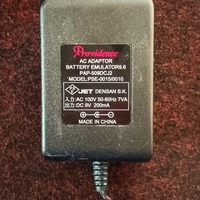 Providence
AC ADAPTOR
BATTERY EMULATOR9.6
PAP-509DCJ2
MODEL:PSE-0015/0010
JET DENSAN S.K.
入力:AC 100V 50-60Hz 7VA
出力:DC 9V 200mA
MADE IN CHINA